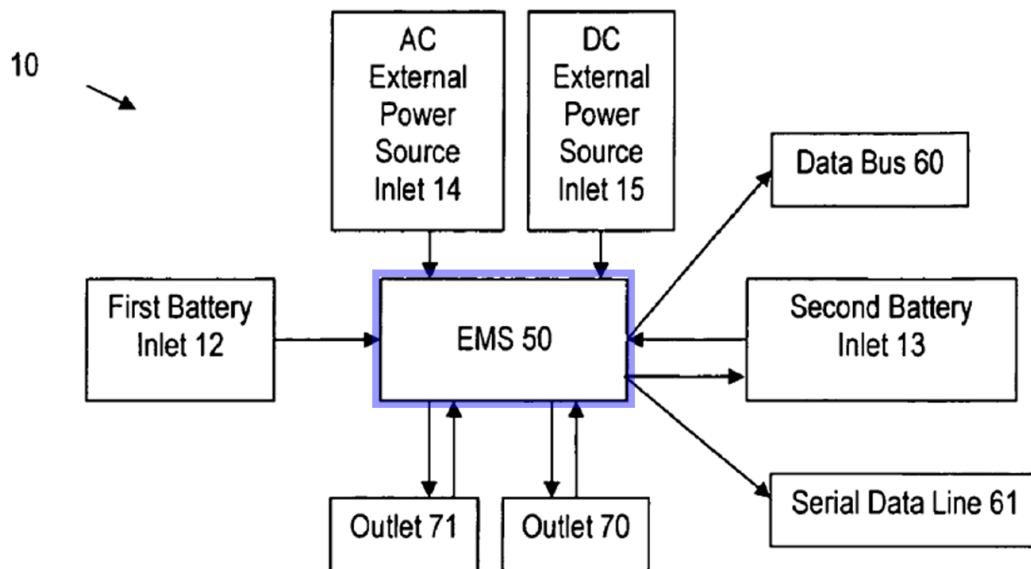 10
AC
External
Power
Source
Inlet 14
DC
External
Power
Source
Inlet 15
Data Bus 60
First Battery
Inlet 12
EMS 50
Second Battery
Inlet 13
Outlet 71
Outlet 70
Serial Data Line 61